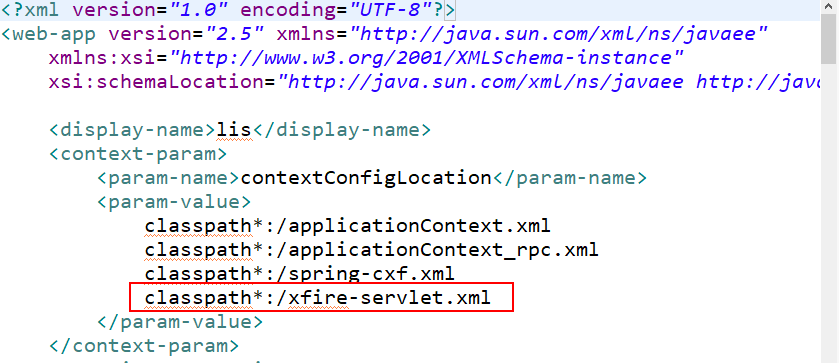 <?xml version="1.0" encoding="UTF-8"?>
<web-app version="2.5" xmlns="http://java.sun.com/xml/ns/javaee"
xmlns:xsi="http://www.w3.org/2001/XMLSchema-instance"
xsi:schemaLocation="http://java.sun.com/xml/ns/javaee http://java
<display-name>lis</display-name>
<context-param>
<param-name>contextConfigLocation</param-name>
<param-value>
classpath*:/applicationContext.xml
classpath*:/applicationContext_rpc.xml
classpath*:/spring-cxf.xml
classpath*:/xfire-servlet.xml
</param-value>
</context-param>